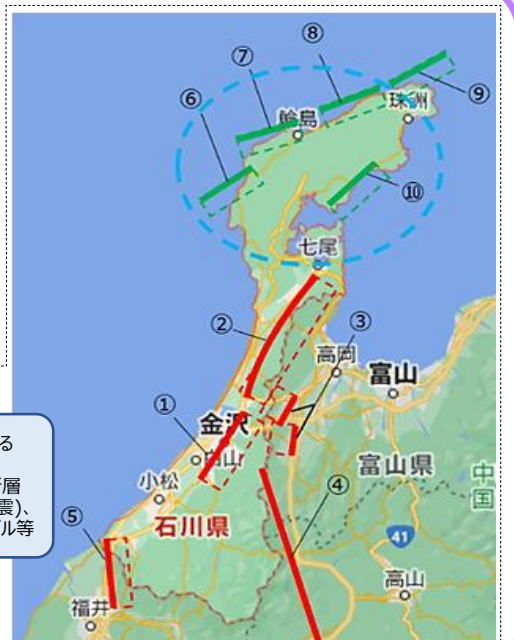 ⑧
⑦
珠洲
⑨
⑥
輪島
⑩
七尾
②
③
高岡
富山
①
金沢
白山
富山県
る
小松
中
国
層
震)、
ブル等
④
石川県
⑤
41
高山
福井